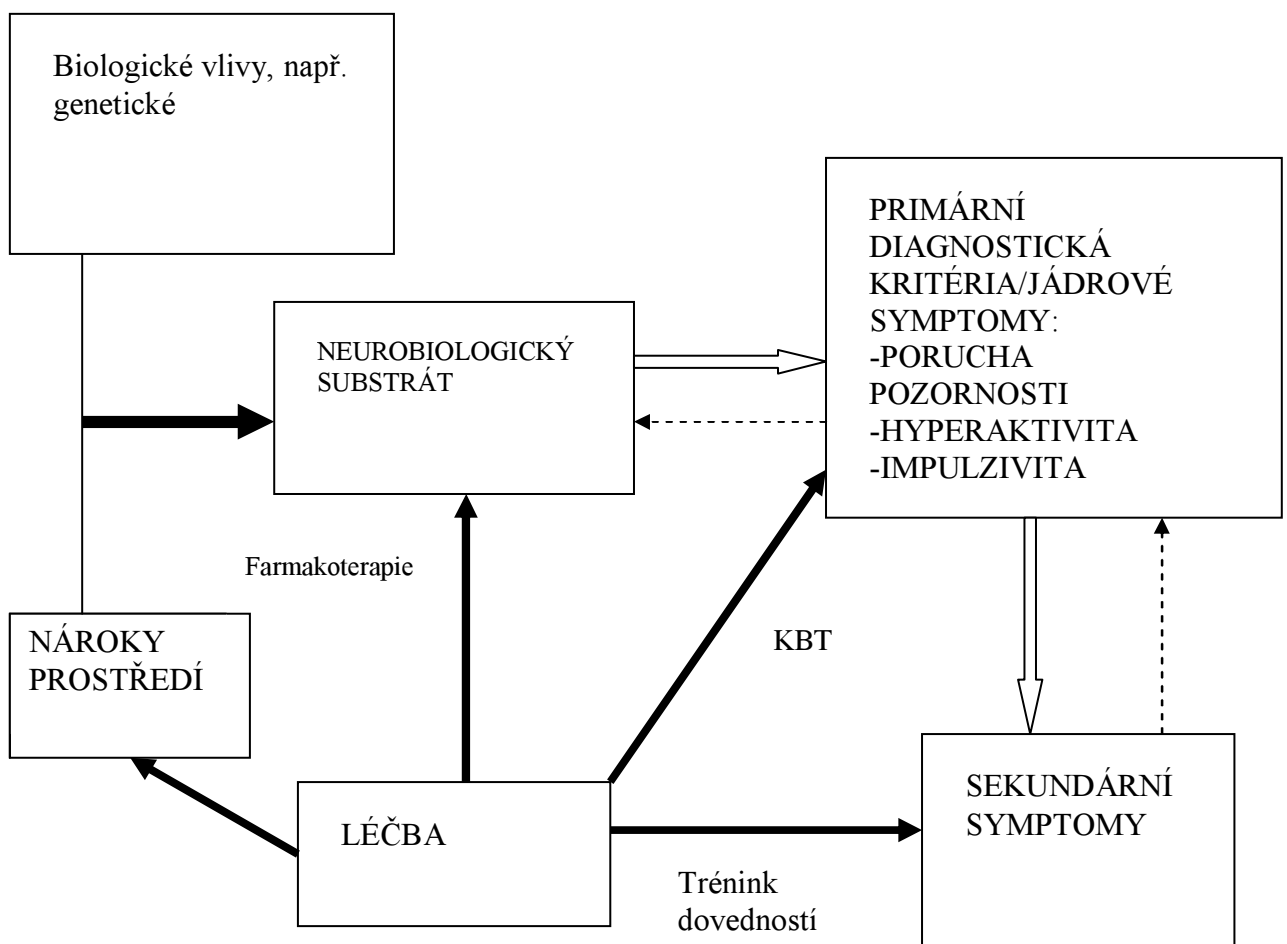 Biologické vlivy, např.
genetické
PRIMÁRNÍ
DIAGNOSTICKÁ
KRITÉRIA/JÁDROVÉ
SYMPTOMY:
-PORUCHA
POZORNOSTI
-HYPERAKTIVITA
-IMPULZIVITA
NEUROBIOLOGICKÝ
SUBSTRÁT
Farmakoterapie
NÁROKY
PROSTŘEDÍ
KBT
LÉČBA
SEKUNDÁRNÍ
SYMPTOMY
Trénink
dovedností